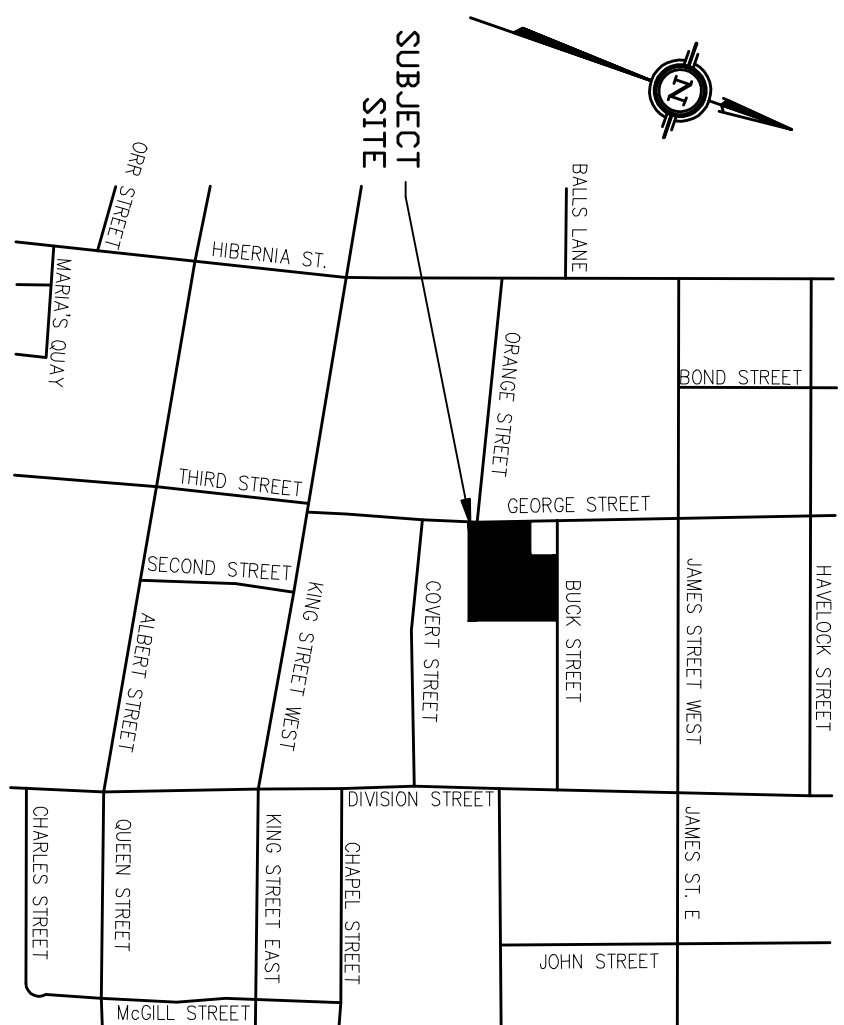 N
SUBJECT
SITE
ORR STREET
BALLS LANE
HIBERNIA ST.
MARIA'S QUAY
ORANGE STREET
BOND STREET
THIRD STREET
GEORGE STREET
SECOND STREET
KING STREET WEST
COVERT STREET
BUCK STREET
JAMES STREET WEST
HAVELOCK STREET
ALBERT STREET
DIVISION STREET
CHARLES STREET
QUEEN STREET
KING STREET EAST
CHAPEL STREET
JAMES ST. E
JOHN STREET
McGILL STREET